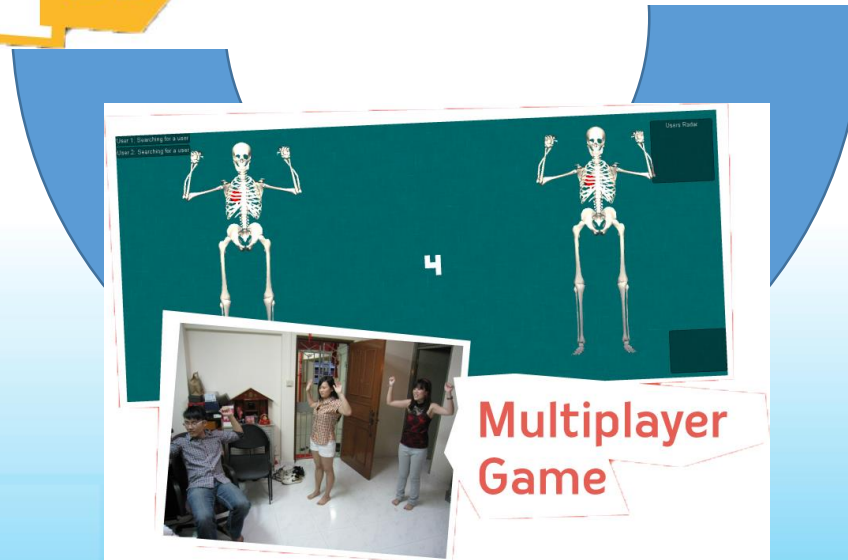 User 1: Searching for a user
User 2: Searching for a user
Users Radar
4
Multiplayer
Game